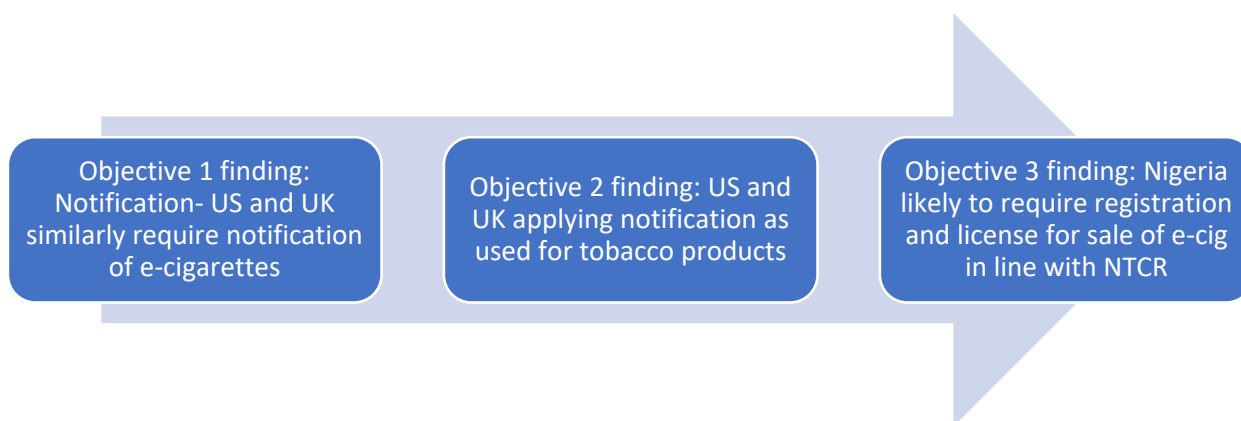 Objective 1 finding:
Notification- US and UK
similarly require notification
of e-cigarettes
Objective 2 finding: US and
UK applying notification as
used for tobacco products
Objective 3 finding: Nigeria
likely to require registration
and license for sale of e-cig
in line with NTCR